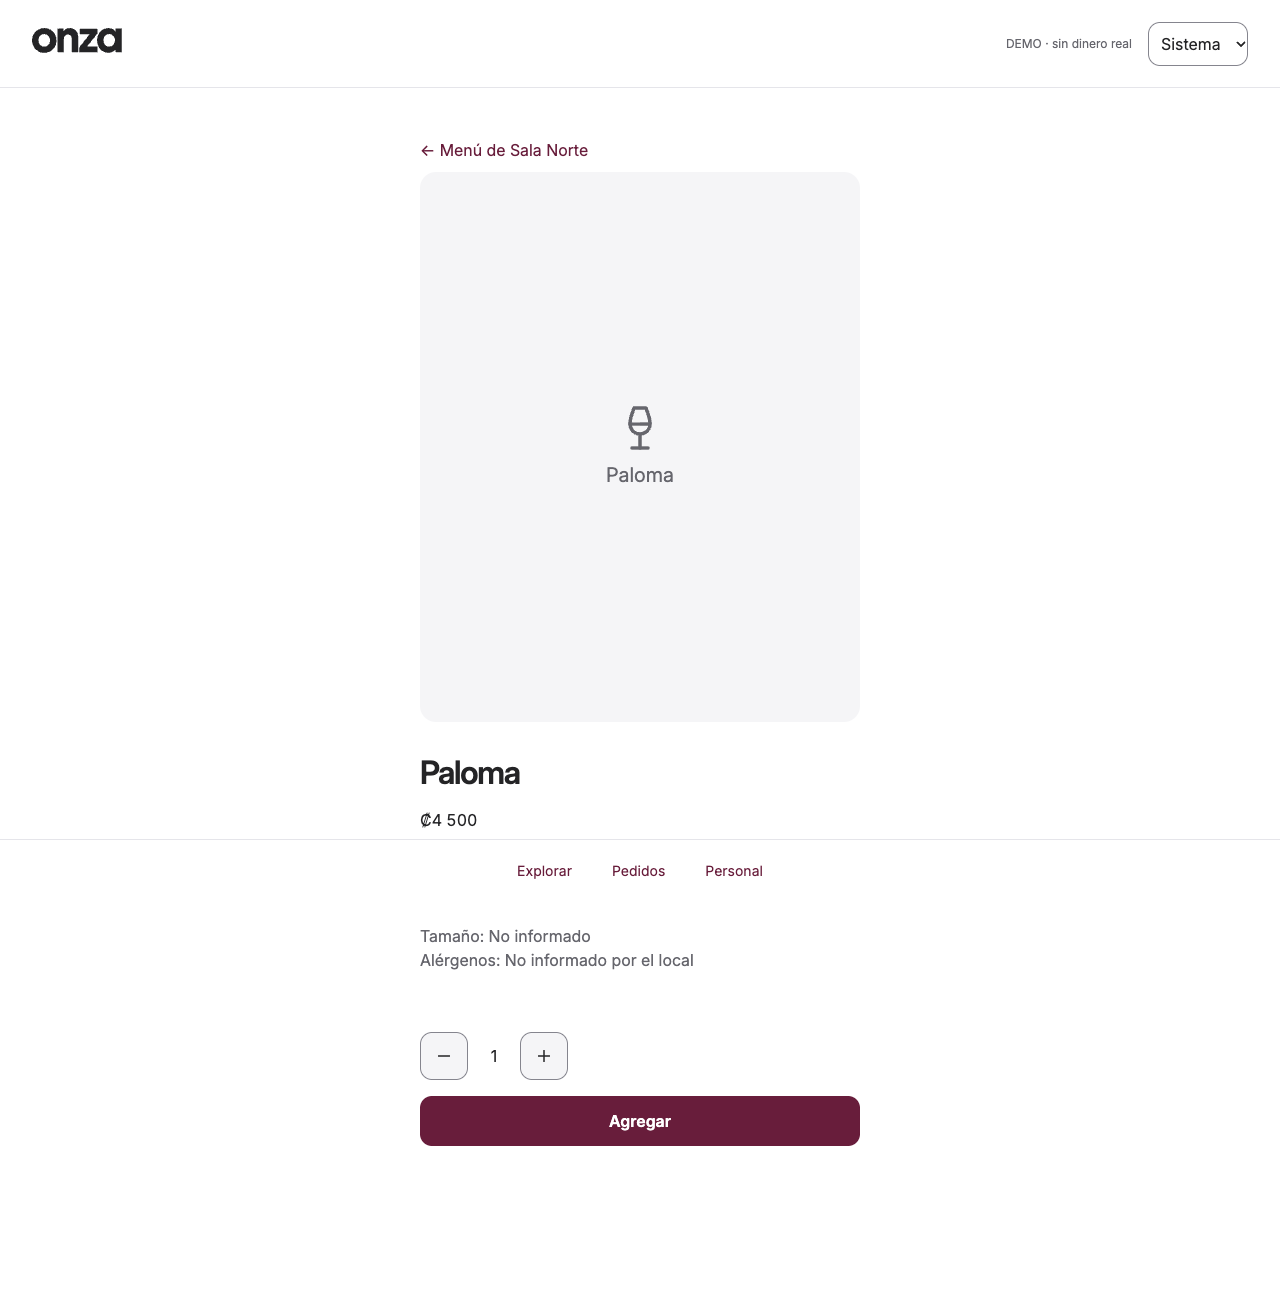 onza
DEMO · sin dinero real
Sistema
← Menú de Sala Norte
Paloma
Paloma
₡4 500
Explorar
Pedidos
Personal
Tamaño: No informado
Alérgenos: No informado por el local
− 1 +
Agregar